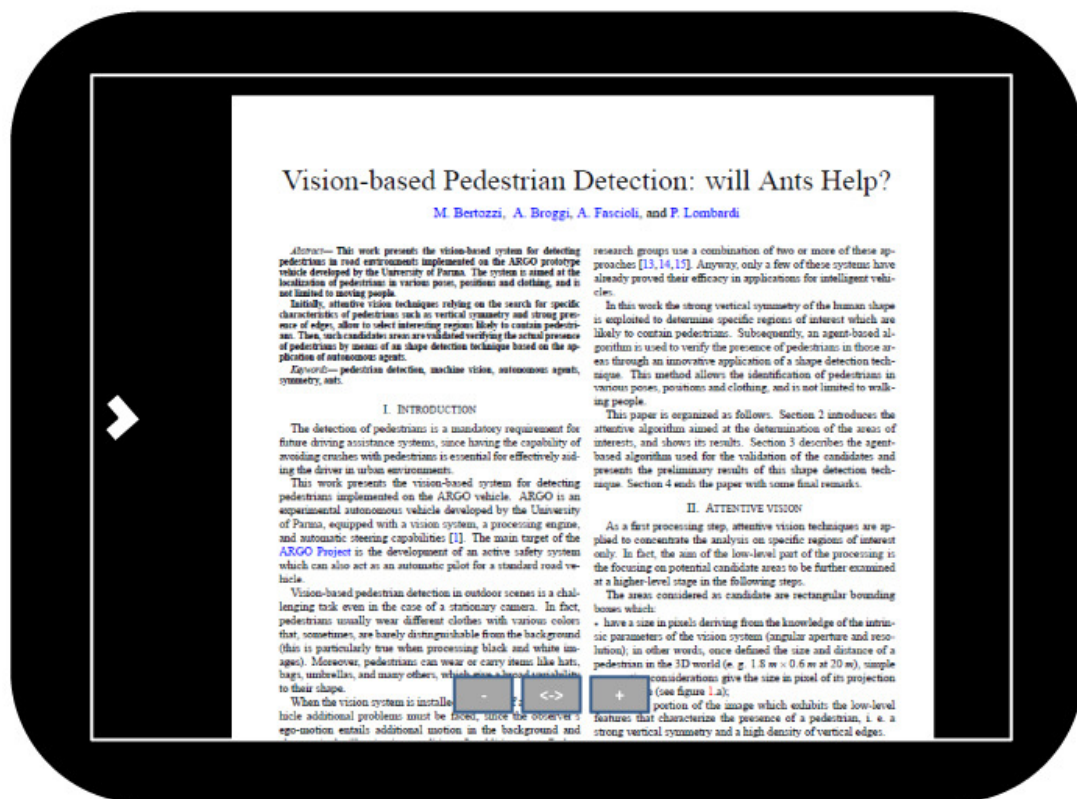 Vision-based Pedestrian Detection: will Ants Help?
M. Bertozzi, A. Broggi, A. Fascioli, and P. Lombardi
Abstract— This work presents the vision-based system for detecting
pedestrians in road environments implemented on the ARGO prototype
vehicle developed by the University of Parma. The system is aimed at the
localization of pedestrians in various poses, positions and clothing, and is
not limited to moving people.
Initially, attentive vision techniques relying on the search for specific
characteristics of pedestrians such as vertical symmetry and strong pres-
ence of edges, allow to select interesting regions likely to contain pedestri-
ans. Then, such candidates areas are validated verifying the actual presence
of pedestrians by means of an shape detection technique based on the ap-
plication of autonomous agents.
Keywords— pedestrian detection, machine vision, autonomous agents,
symmetry, ants.
I. INTRODUCTION
The detection of pedestrians is a mandatory requirement for
future driving assistance systems, since having the capability of
avoiding crushes with pedestrians is essential for effectively aid-
ing the driver in urban environments.
This work presents the vision-based system for detecting
pedestrians implemented on the ARGO vehicle. ARGO is an
experimental autonomous vehicle developed by the University
of Parma, equipped with a vision system, a processing engine,
and automatic steering capabilities [1]. The main target of the
ARGO Project is the development of an active safety system
which can also act as an automatic pilot for a standard road ve-
hicle.
Vision-based pedestrian detection in outdoor scenes is a chal-
lenging task even in the case of a stationary camera. In fact,
pedestrians usually wear different clothes with various colors
that, sometimes, are barely distinguishable from the background
(this is particularly true when processing black and white im-
ages). Moreover, pedestrians can wear or carry items like hats,
bags, umbrellas, and many others, which give a broad variability
to their shape.
When the vision system is installed
hicle additional problems must be faced, since the observer's
ego-motion entails additional motion in the background and
research groups use a combination of two or more of these ap-
proaches [13,14,15]. Anyway, only a few of these systems have
already proved their efficacy in applications for intelligent vehi-
cles.
In this work the strong vertical symmetry of the human shape
is exploited to determine specific regions of interest which are
likely to contain pedestrians. Subsequently, an agent-based al-
gorithm is used to verify the presence of pedestrians in those ar-
eas through an innovative application of a shape detection tech-
nique. This method allows the identification of pedestrians in
various poses, positions and clothing, and is not limited to walk-
ing people.
This paper is organized as follows. Section 2 introduces the
attentive algorithm aimed at the determination of the areas of
interests, and shows its results. Section 3 describes the agent-
based algorithm used for the validation of the candidates and
presents the preliminary results of this shape detection tech-
nique. Section 4 ends the paper with some final remarks.
II. ATTENTIVE VISION
As a first processing step, attentive vision techniques are ap-
plied to concentrate the analysis on specific regions of interest
only. In fact, the aim of the low-level part of the processing is
the focusing on potential candidate areas to be further examined
at a higher-level stage in the following steps.
The areas considered as candidate are rectangular bounding
boxes which:
• have a size in pixels deriving from the knowledge of the intrin-
sic parameters of the vision system (angular aperture and reso-
lution); in other words, once defined the size and distance of a
pedestrian in the 3D world (e. g. 1.8 m × 0.6 m at 20 m), simple
considerations give the size in pixel of its projection
(see figure 1.a);
portion of the image which exhibits the low-level
features that characterize the presence of a pedestrian, i. e. a
strong vertical symmetry and a high density of vertical edges.
- <-> +